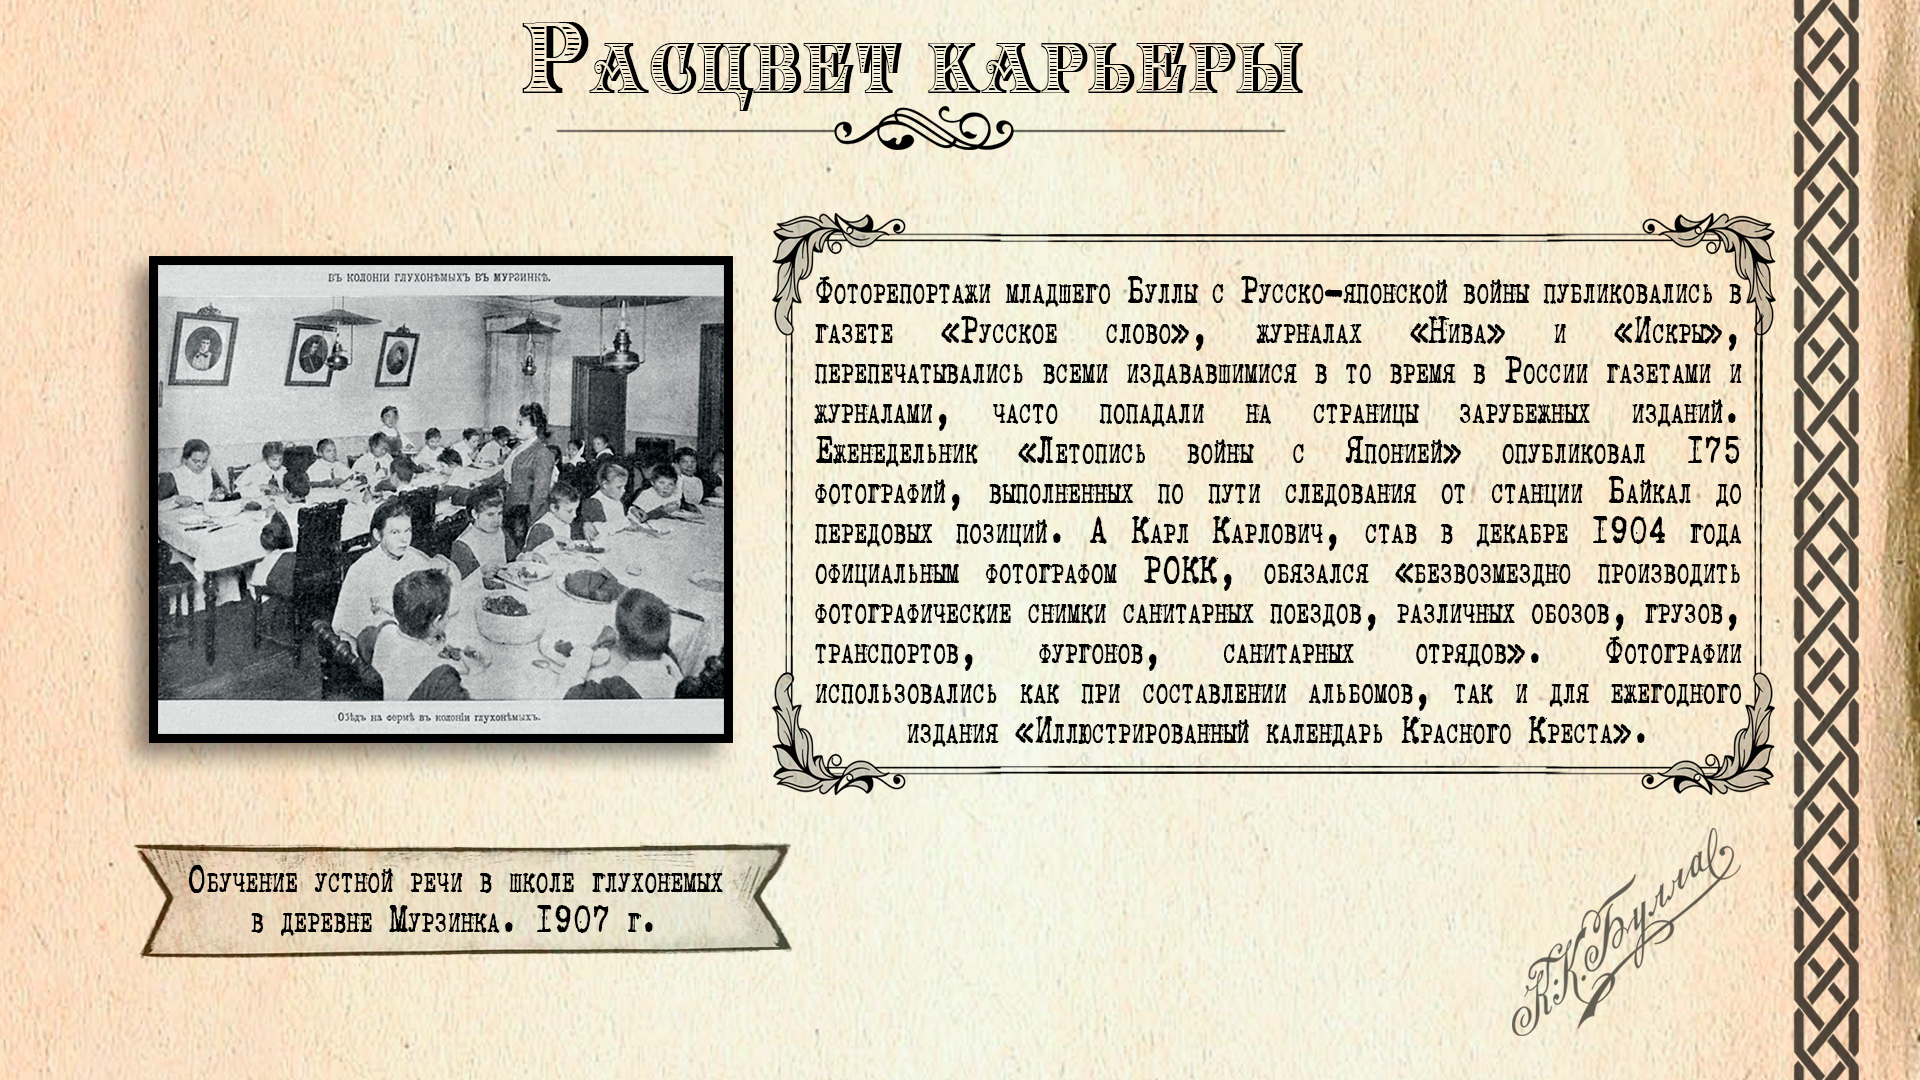 Расцвет карьеры
ВЪ КОЛОНІИ ГЛУХОНѢМЫХЪ ВЪ МУРЗИНКѢ.
Обѣдъ на фермѣ въ колоніи глухонѣмыхъ.
Фоторепортажи младшего Буллы с Русско-японской войны публиковались в
газете «Русское слово», журналах «Нива» и «Искры»,
перепечатывались всеми издававшимися в то время в России газетами и
журналами, часто попадали на страницы зарубежных изданий.
Еженедельник «Летопись войны с Японией» опубликовал 175
фотографий, выполненных по пути следования от станции Байкал до
передовых позиций. А Карл Карлович, став в декабре 1904 года
официальным фотографом РОКК, обязался «безвозмездно производить
фотографические снимки санитарных поездов, различных обозов, грузов,
транспортов, фургонов, санитарных отрядов». Фотографии
использовались как при составлении альбомов, так и для ежегодного
издания «Иллюстрированный календарь Красного Креста».
Обучение устной речи в школе глухонемых
в деревне Мурзинка. 1907 г.
К.К.Булла